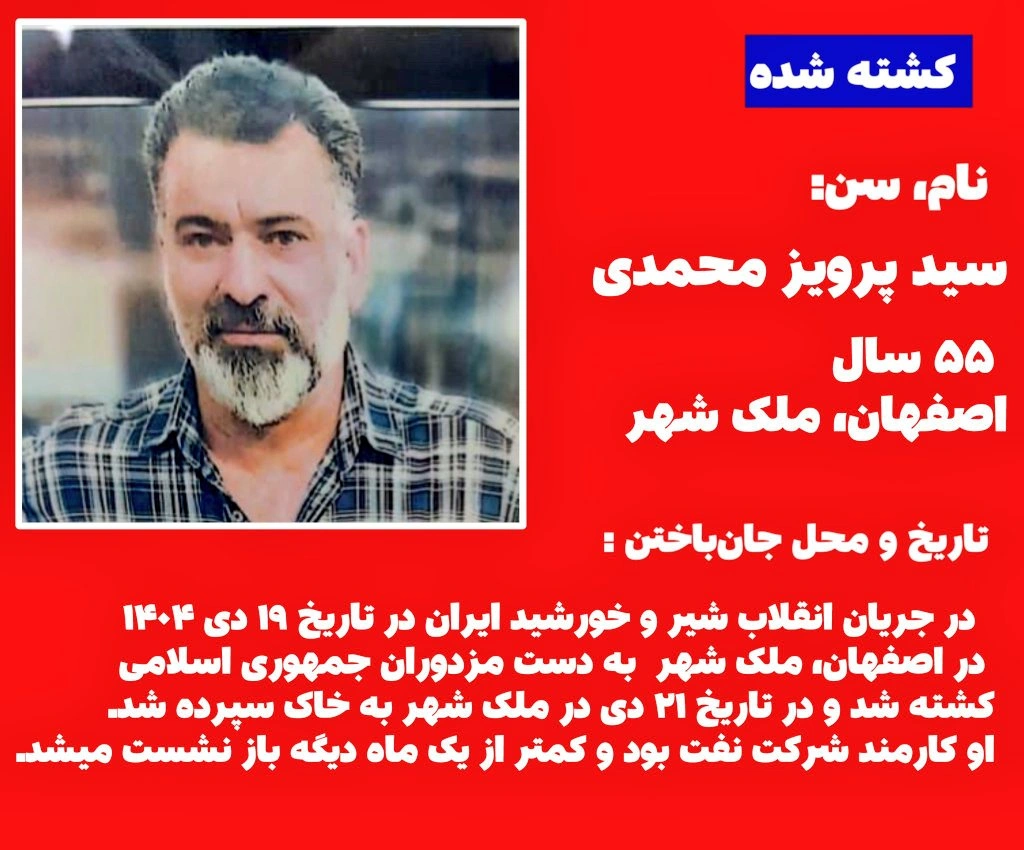 کشته شده
نام، سن:
سید پرویز محمدی
۵۵ سال
اصفهان، ملک شهر
تاریخ و محل جان‌باختن :
در جریان انقلاب شیر و خورشید ایران در تاریخ ۱۹ دی ۱۴۰۴
در اصفهان، ملک شهر به دست مزدوران جمهوری اسلامی
کشته شد و در تاریخ ۲۱ دی در ملک شهر به خاک سپرده شد.
او کارمند شرکت نفت بود و کمتر از یک ماه دیگه باز نشست میشد.